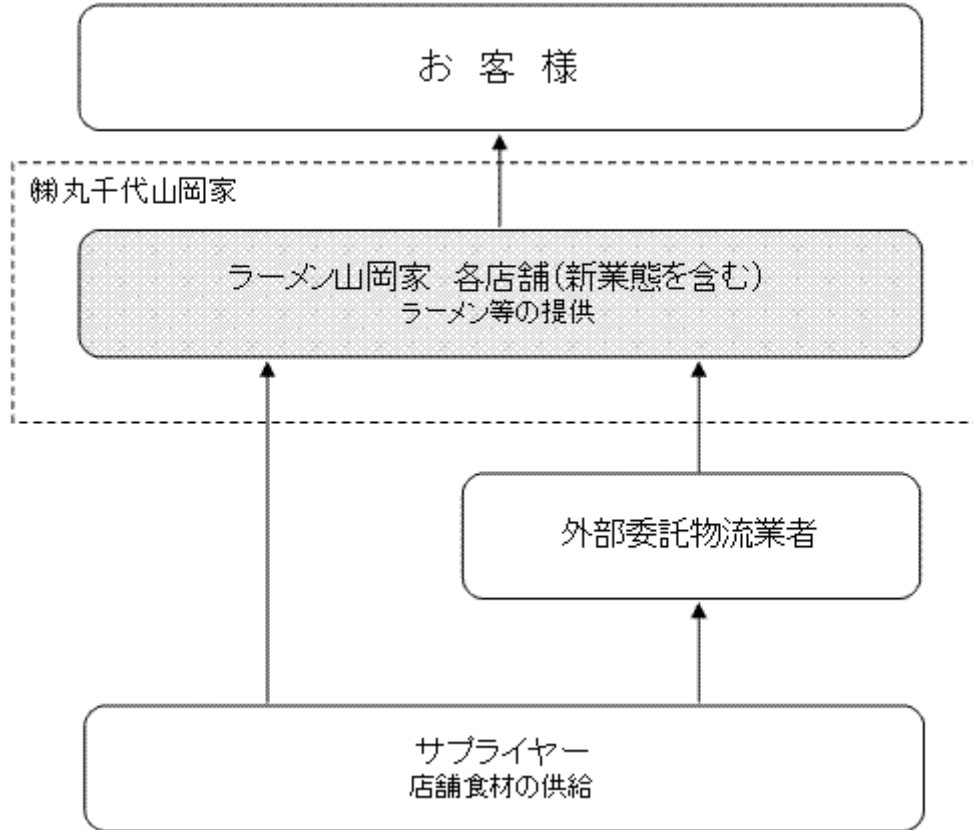 お 客 様
㈱丸千代山岡家
ラーメン山岡家 各店舗(新業態を含む)
ラーメン等の提供
外部委託物流業者
サプライヤー
店舗食材の供給